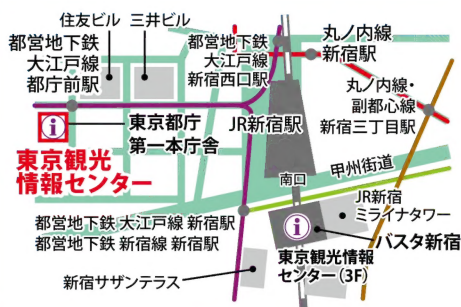 住友ビル
三井ビル
都営地下鉄
大江戸線
都庁前駅
都営地下鉄
大江戸線
新宿西口駅
丸ノ内線
新宿駅
丸ノ内線・
副都心線
新宿三丁目駅
東京都庁
第一本庁舎
JR新宿駅
東京観光
情報センター
甲州街道
南口
JR新宿
ミライナタワー
都営地下鉄 大江戸線 新宿駅
都営地下鉄 新宿線 新宿駅
バスタ新宿
東京観光情報
センター(3F)
新宿サザンテラス